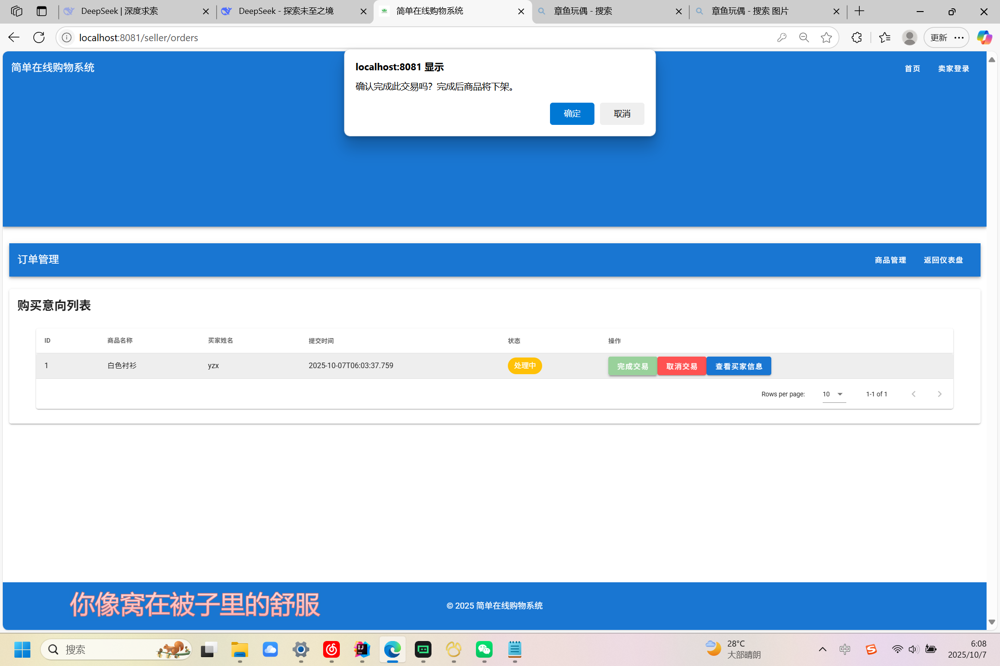 DeepSeek | 深度求索
DeepSeek - 探索未至之境
简单在线购物系统
章鱼玩偶 - 搜索
章鱼玩偶 - 搜索 图片
localhost:8081/seller/orders
更新
简单在线购物系统
首页
卖家登录
localhost:8081 显示
确认完成此交易吗？完成后商品将下架。
确定
取消
订单管理
商品管理
返回仪表盘
购买意向列表
ID 商品名称 买家姓名 提交时间 状态 操作
1 白色衬衫 yzx 2025-10-07T06:03:37.759 处理中 完成交易 取消交易 查看买家信息
Rows per page: 10 1-1 of 1
你像窝在被子里的舒服
© 2025 简单在线购物系统
搜索
28°C
大部晴朗
中
6:08
2025/10/7